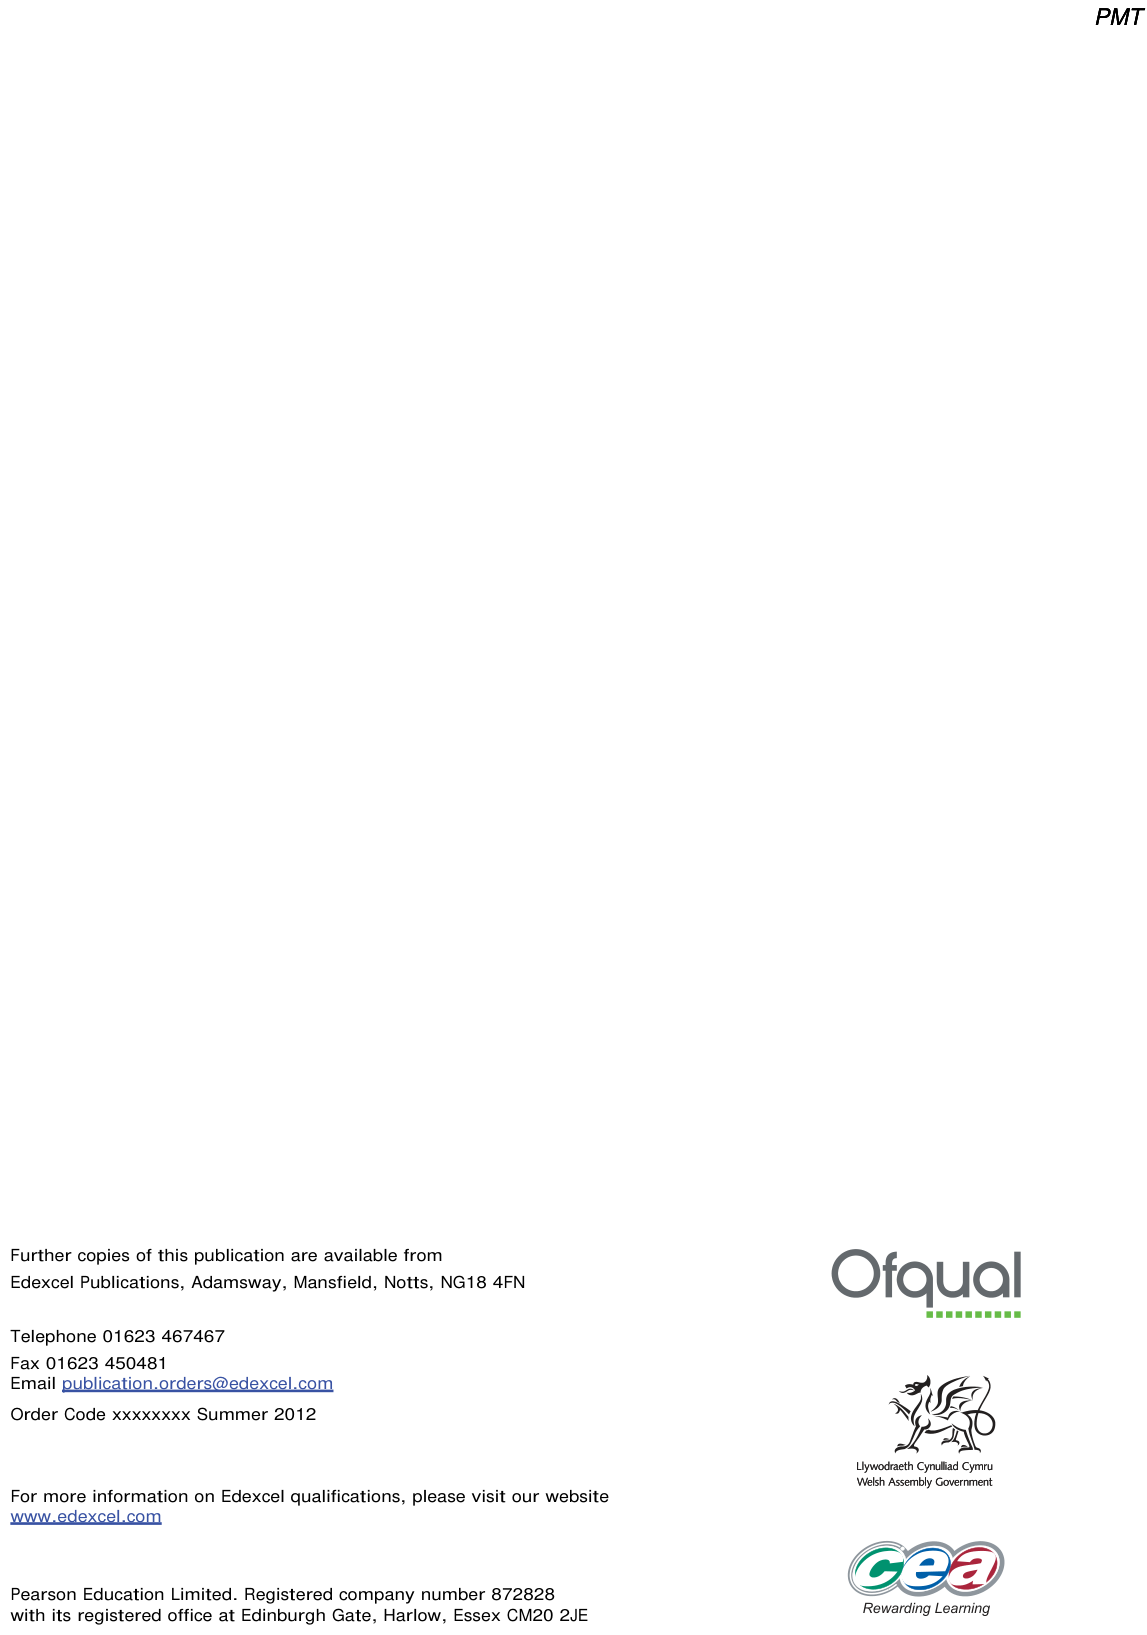 PMT
Further copies of this publication are available from
Edexcel Publications, Adamsway, Mansfield, Notts, NG18 4FN
Telephone 01623 467467
Fax 01623 450481
Email publication.orders@edexcel.com
Order Code xxxxxxxx Summer 2012
For more information on Edexcel qualifications, please visit our website
www.edexcel.com
Pearson Education Limited. Registered company number 872828
with its registered office at Edinburgh Gate, Harlow, Essex CM20 2JE
Ofqual
Llywodraeth Cynulliad Cymru
Welsh Assembly Government
cea
Rewarding Learning